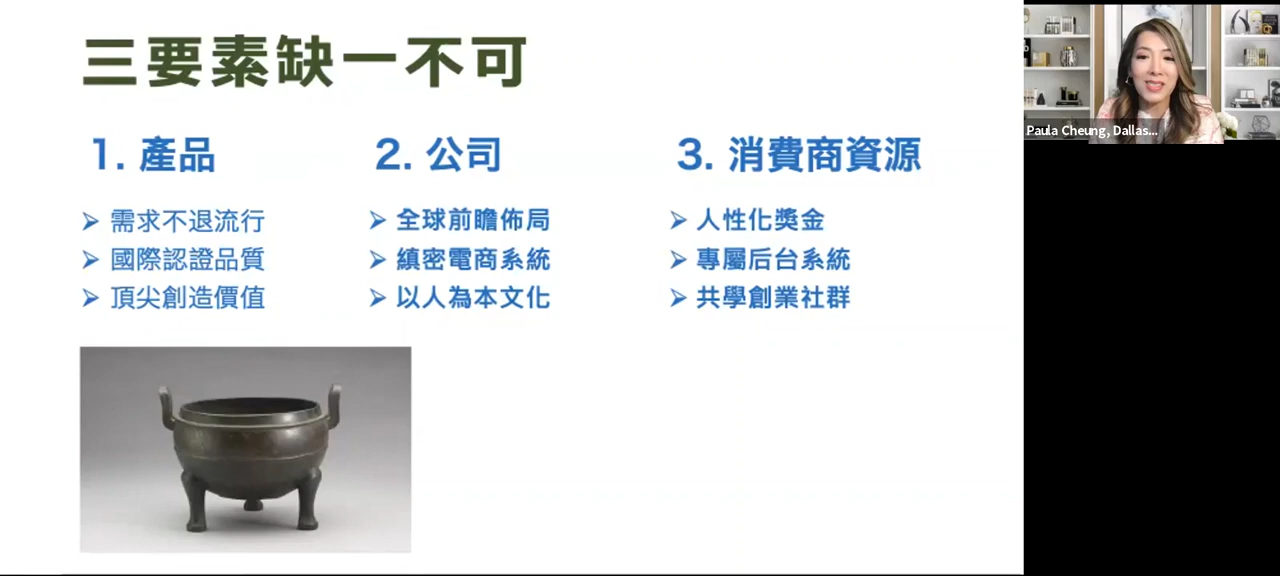 三要素缺一不可
1. 產品
➢ 需求不退流行
➢ 國際認證品質
➢ 頂尖創造價值
2. 公司
➢ 全球前瞻佈局
➢ 縝密電商系統
➢ 以人為本文化
3. 消費商資源
➢ 人性化獎金
➢ 專屬后台系統
➢ 共學創業社群
Paula Cheung, Dallas...